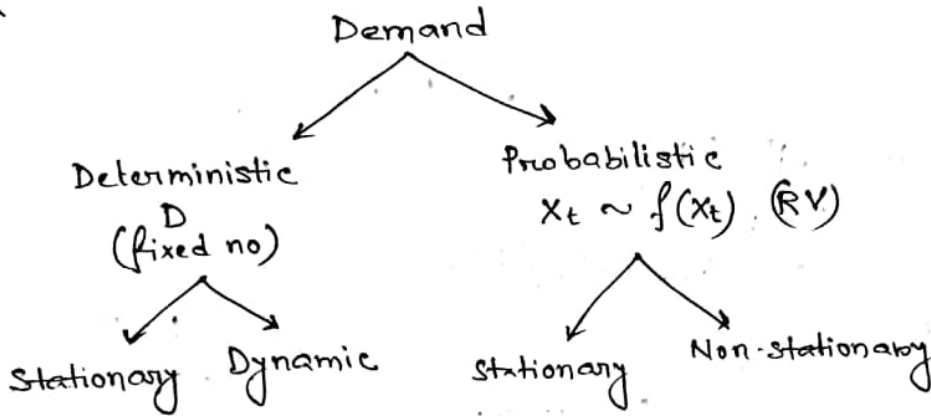 Demand
Deterministic
D
(fixed no)
Probabilistic
Xt ~ f(Xt) (RV)
Stationary
Dynamic
Stationary
Non-stationary